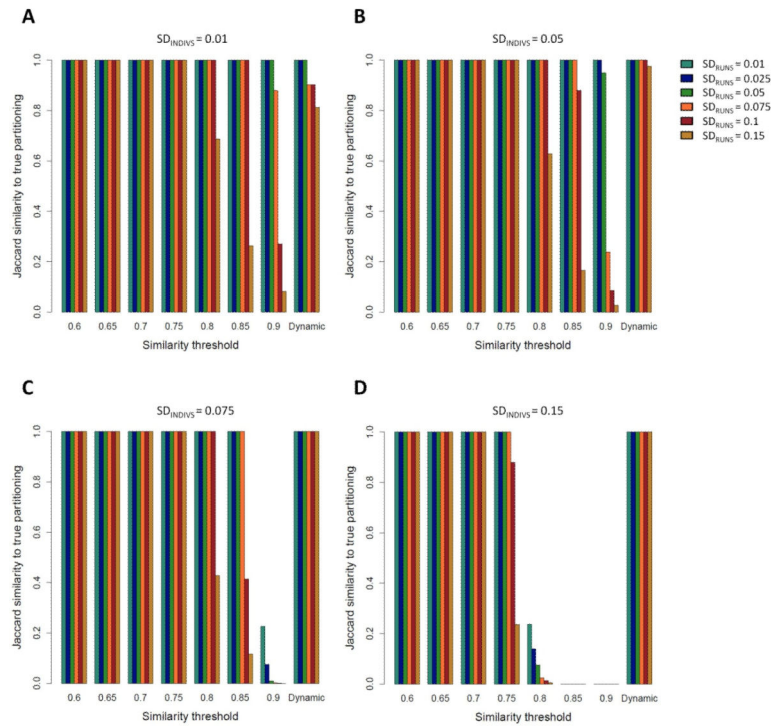 A
SD_INDIVS = 0.01
Jaccard similarity to true partitioning
0.0 0.2 0.4 0.6 0.8 1.0
0.6 0.65 0.7 0.75 0.8 0.85 0.9 Dynamic
Similarity threshold
B
SD_INDIVS = 0.05
Jaccard similarity to true partitioning
0.0 0.2 0.4 0.6 0.8 1.0
0.6 0.65 0.7 0.75 0.8 0.85 0.9 Dynamic
Similarity threshold
SD_RUNS = 0.01
SD_RUNS = 0.025
SD_RUNS = 0.05
SD_RUNS = 0.075
SD_RUNS = 0.1
SD_RUNS = 0.15
C
SD_INDIVS = 0.075
Jaccard similarity to true partitioning
0.0 0.2 0.4 0.6 0.8 1.0
0.6 0.65 0.7 0.75 0.8 0.85 0.9 Dynamic
Similarity threshold
D
SD_INDIVS = 0.15
Jaccard similarity to true partitioning
0.0 0.2 0.4 0.6 0.8 1.0
0.6 0.65 0.7 0.75 0.8 0.85 0.9 Dynamic
Similarity threshold